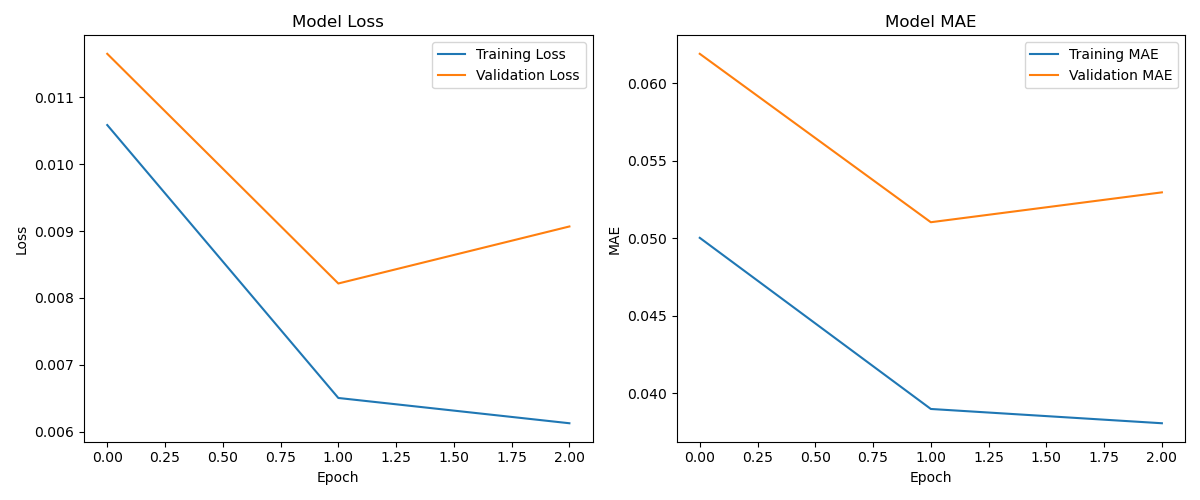 Model Loss
Training Loss
Validation Loss
0.011
0.010
0.009
0.008
0.007
0.006
Loss
0.00 0.25 0.50 0.75 1.00 1.25 1.50 1.75 2.00
Epoch
Model MAE
Training MAE
Validation MAE
0.060
0.055
0.050
0.045
0.040
MAE
0.00 0.25 0.50 0.75 1.00 1.25 1.50 1.75 2.00
Epoch